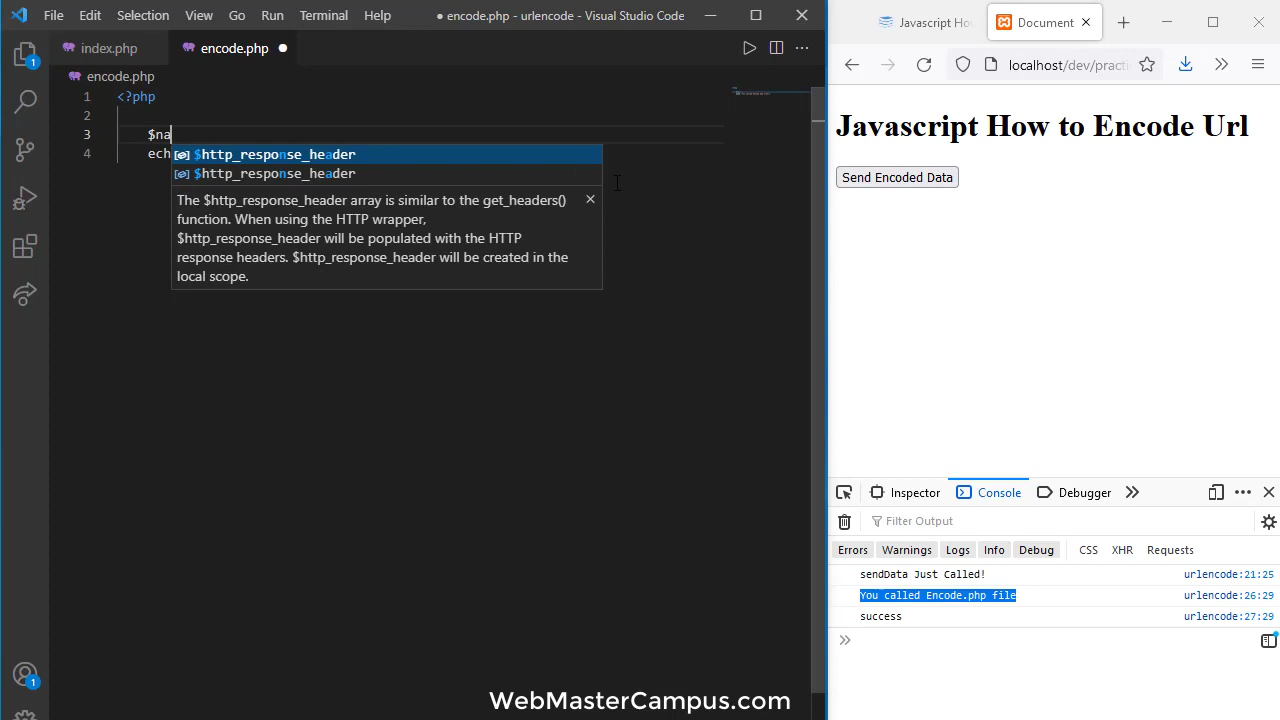 File Edit Selection View Go Run Terminal Help ● encode.php - urlencode - Visual Studio Code
index.php encode.php
encode.php
1 <?php
2
3 $na
4 ech
$http_response_header
$http_response_header
The $http_response_header array is similar to the get_headers()
function. When using the HTTP wrapper,
$http_response_header will be populated with the HTTP
response headers. $http_response_header will be created in the
local scope.
1
1
WebMasterCampus.com
Javascript Hov Document
localhost/dev/practi
Javascript How to Encode Url
Send Encoded Data
Inspector Console Debugger
Filter Output
Errors Warnings Logs Info Debug CSS XHR Requests
sendData Just Called! urlencode:21:25
You called Encode.php file urlencode:26:29
success urlencode:27:29